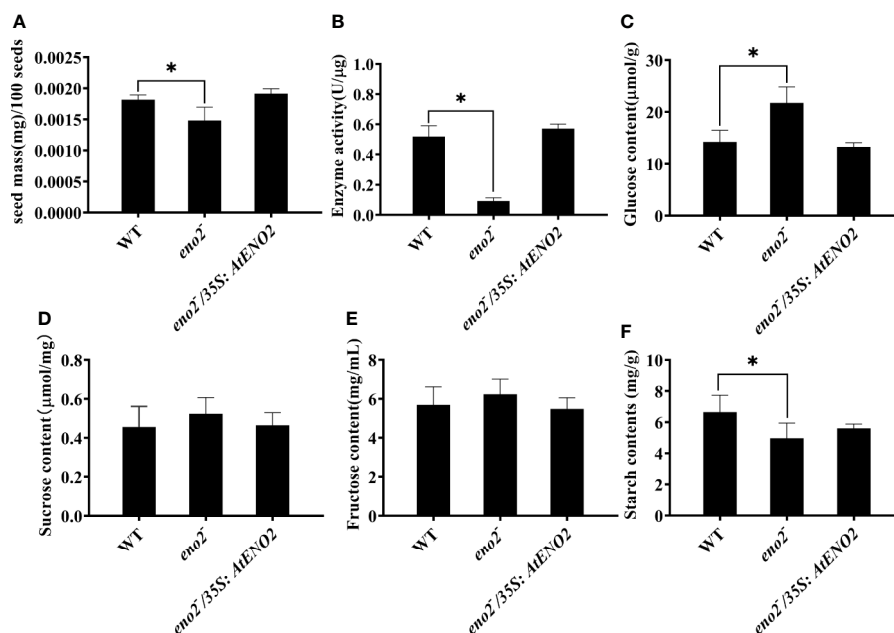 A
B
C
seed mass(mg)/100 seeds
0.0025
0.0020
0.0015
0.0010
0.0005
0.0000
*
WT
eno2⁻
eno2⁻/35S: AtENO2
Enzyme activity(U/μg)
1.0
0.8
0.6
0.4
0.2
0.0
*
WT
eno2⁻
eno2⁻/35S: AtENO2
Glucose content(μmol/g)
30
20
10
0
*
WT
eno2⁻
eno2⁻/35S: AtENO2
D
E
F
Sucrose content(μmol/mg)
0.8
0.6
0.4
0.2
0.0
WT
eno2⁻
eno2⁻/35S: AtENO2
Fructose content(mg/mL)
8
6
4
2
0
WT
eno2⁻
eno2⁻/35S: AtENO2
Starch contents (mg/g)
10
8
6
4
2
0
*
WT
eno2⁻
eno2⁻/35S: AtENO2